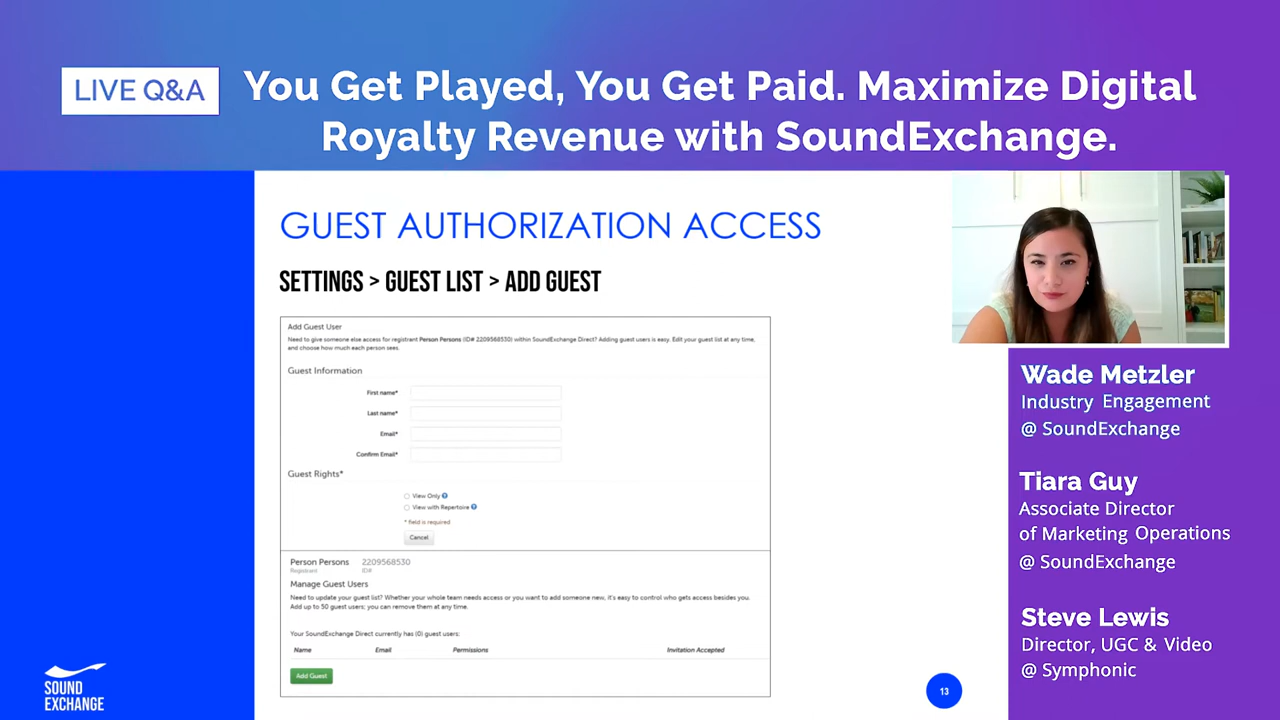 LIVE Q&A
You Get Played, You Get Paid. Maximize Digital
Royalty Revenue with SoundExchange.
GUEST AUTHORIZATION ACCESS
SETTINGS > GUEST LIST > ADD GUEST
Add Guest User
Need to give someone else access for registrant Person Persons (ID# 2209568530) within SoundExchange Direct? Adding guest users is easy. Edit your guest list at any time,
and choose how much each person sees.
Guest Information
First name*
Last name*
Email*
Confirm Email*
Guest Rights*
View Only ?
View with Repertoire ?
* field is required
Cancel
Person Persons 2209568530
Registrant ID#
Manage Guest Users
Need to update your guest list? Whether your whole team needs access or you want to add someone new, it's easy to control who gets access besides you.
Add up to 50 guest users; you can remove them at any time.
Your SoundExchange Direct currently has (0) guest users:
Name Email Permissions Invitation Accepted
Add Guest
SOUND
EXCHANGE
13
Wade Metzler
Industry Engagement
@ SoundExchange
Tiara Guy
Associate Director
of Marketing Operations
@ SoundExchange
Steve Lewis
Director, UGC & Video
@ Symphonic